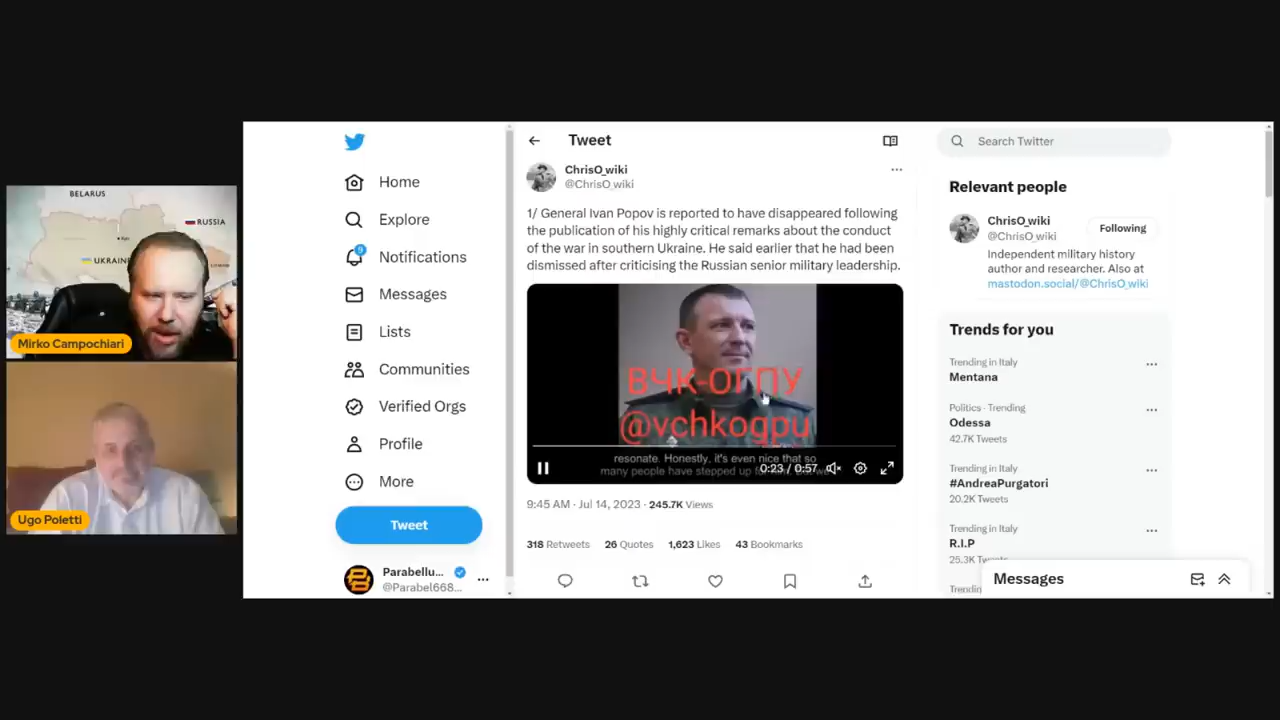 BELARUS
RUSSIA
UKRAINE
Mirko Campochiari
Ugo Poletti
Home
Explore
Notifications
Messages
Lists
Communities
Verified Orgs
Profile
More
Tweet
Parabellu...
@Parabel668...
Tweet
ChrisO_wiki
@ChrisO_wiki
1/ General Ivan Popov is reported to have disappeared following
the publication of his highly critical remarks about the conduct
of the war in southern Ukraine. He said earlier that he had been
dismissed after criticising the Russian senior military leadership.
ВЧК-ОГПУ
@vchkogpu
resonate. Honestly, it's even nice that so
many people have stepped up for
0:23 / 0:57
9:45 AM · Jul 14, 2023 · 245.7K Views
318 Retweets 26 Quotes 1,623 Likes 43 Bookmarks
Search Twitter
Relevant people
ChrisO_wiki
@ChrisO_wiki
Following
Independent military history
author and researcher. Also at
mastodon.social/@ChrisO_wiki
Trends for you
Trending in Italy
Mentana
Politics · Trending
Odessa
42.7K Tweets
Trending in Italy
#AndreaPurgatori
20.2K Tweets
Trending in Italy
R.I.P
25.3K Tweets
Messages